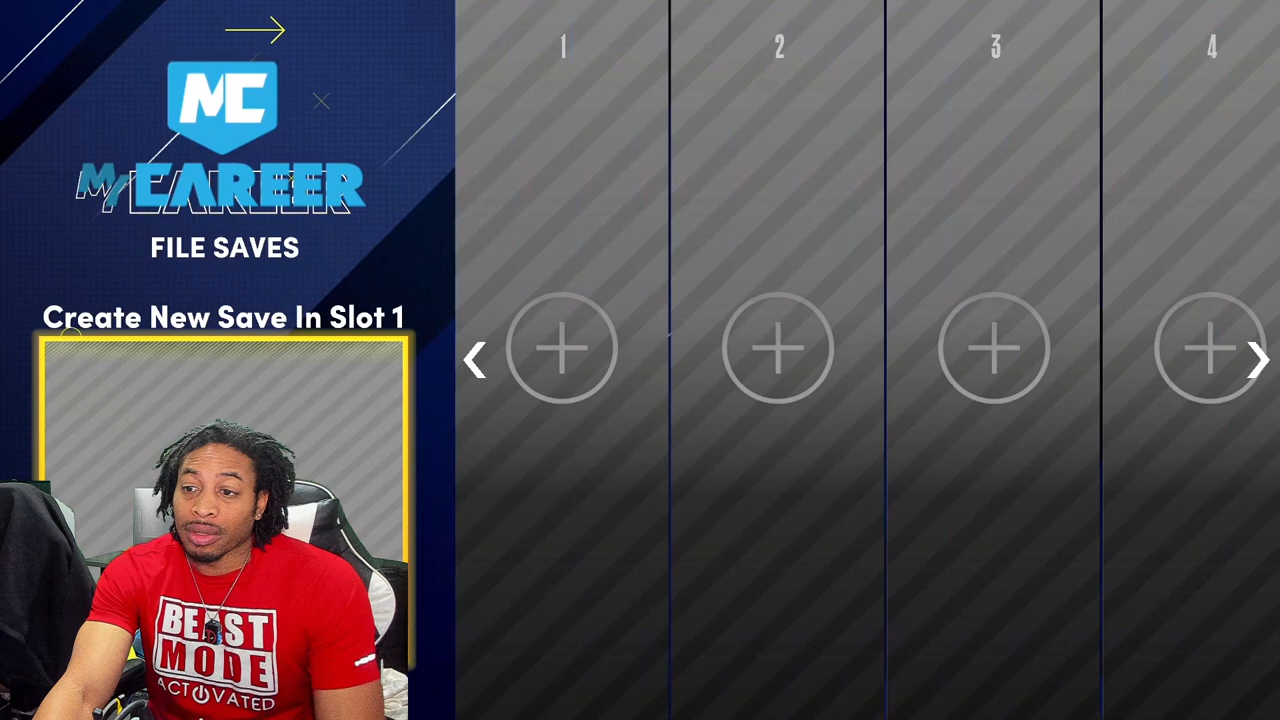 MC
MyCAREER
FILE SAVES
Create New Save In Slot 1
1
2
3
4
BEAST
MODE
ACTIVATED